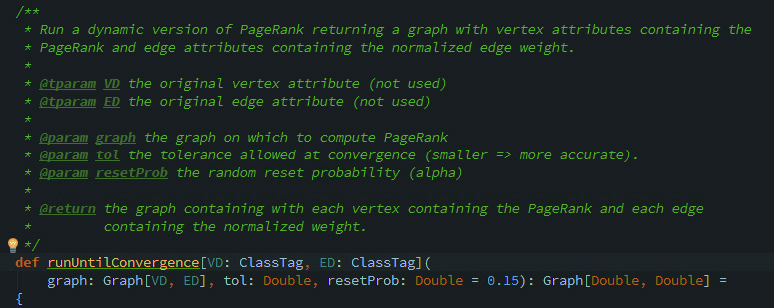 /**
 * Run a dynamic version of PageRank returning a graph with vertex attributes containing the
 * PageRank and edge attributes containing the normalized edge weight.
 *
 * @tparam VD the original vertex attribute (not used)
 * @tparam ED the original edge attribute (not used)
 *
 * @param graph the graph on which to compute PageRank
 * @param tol the tolerance allowed at convergence (smaller => more accurate).
 * @param resetProb the random reset probability (alpha)
 *
 * @return the graph containing with each vertex containing the PageRank and each edge
 *         containing the normalized weight.
 */
def runUntilConvergence[VD: ClassTag, ED: ClassTag](
    graph: Graph[VD, ED], tol: Double, resetProb: Double = 0.15): Graph[Double, Double] =
{